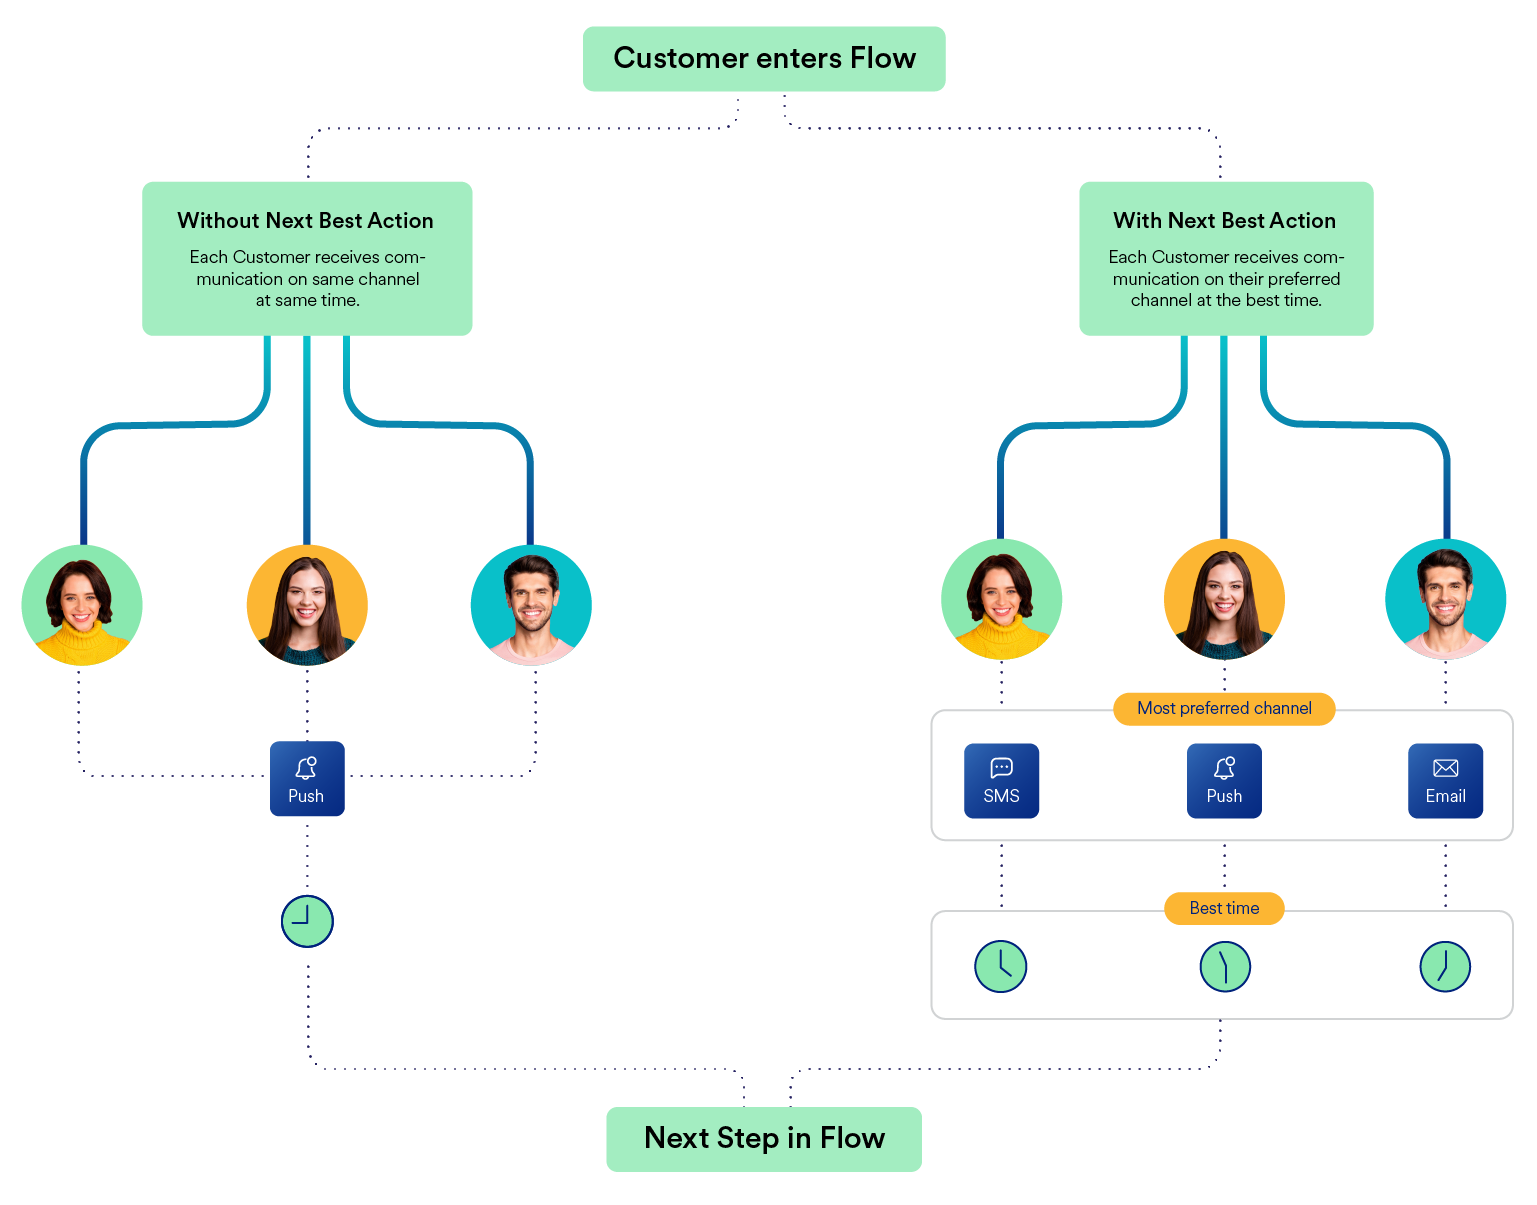 Customer enters Flow
Without Next Best Action
Each Customer receives com-
munication on same channel
at same time.
With Next Best Action
Each Customer receives com-
munication on their preferred
channel at the best time.
Push
Most preferred channel
SMS
Push
Email
Best time
Next Step in Flow